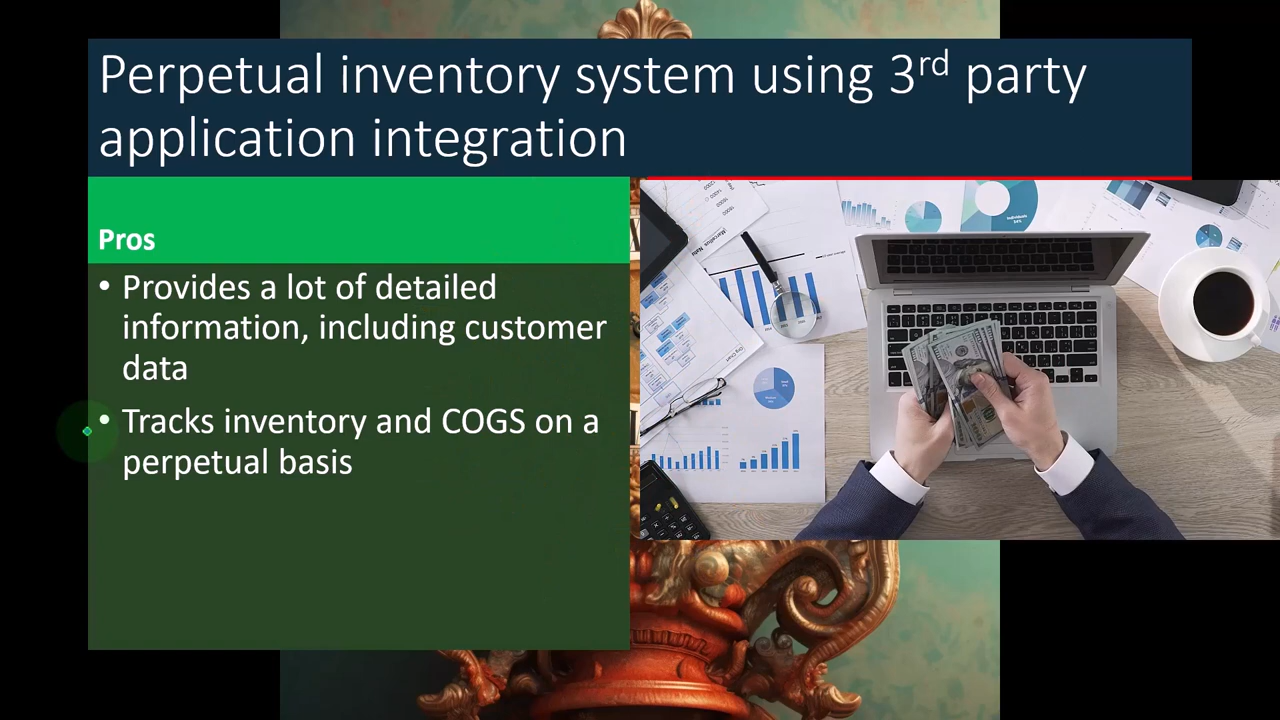 Perpetual inventory system using 3rd party
application integration
Pros
• Provides a lot of detailed
information, including customer
data
• Tracks inventory and COGS on a
perpetual basis